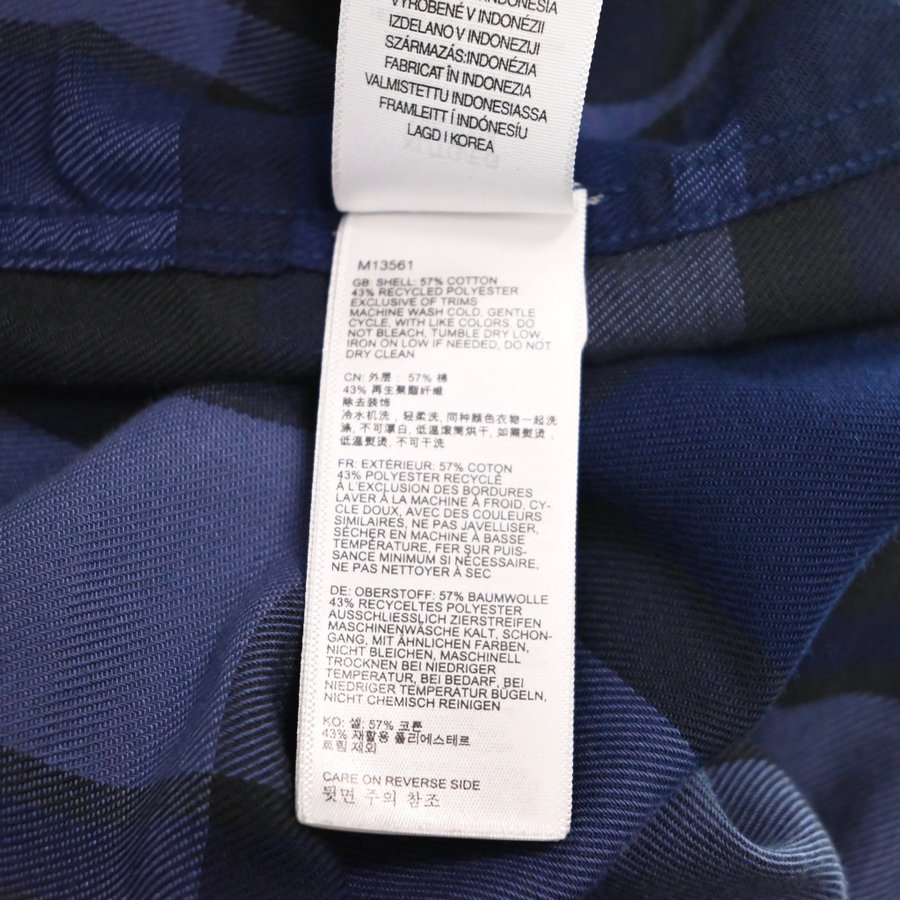 INDONESIA
VYROBENÉ V INDONÉZII
IZDELANO V INDONEZIJI
SZÁRMAZÁS:INDONÉZIA
FABRICAT ÎN INDONEZIA
VALMISTETTU INDONESIASSA
FRAMLEITT Í INDÓNESÍU
LAGD I KOREA
M13561
GB: SHELL: 57% COTTON
43% RECYCLED POLYESTER
EXCLUSIVE OF TRIMS
MACHINE WASH COLD, GENTLE
CYCLE, WITH LIKE COLORS, DO
NOT BLEACH, TUMBLE DRY LOW
IRON ON LOW IF NEEDED, DO NOT
DRY CLEAN
CN: 外层: 57% 棉
43% 再生聚酯纤维
除去装饰
冷水机洗, 轻柔洗, 同种颜色衣物一起洗
涤, 不可漂白, 低温滚筒烘干, 如需熨烫,
低温熨烫, 不可干洗
FR: EXTÉRIEUR: 57% COTON
43% POLYESTER RECYCLÉ
À L'EXCLUSION DES BORDURES
LAVER À LA MACHINE À FROID, CY-
CLE DOUX, AVEC DES COULEURS
SIMILAIRES, NE PAS JAVELLISER,
SÉCHER EN MACHINE À BASSE
TEMPÉRATURE, FER SUR PUIS-
SANCE MINIMUM SI NÉCESSAIRE,
NE PAS NETTOYER À SEC
DE: OBERSTOFF: 57% BAUMWOLLE
43% RECYCELTES POLYESTER
AUSSCHLIESSLICH ZIERSTREIFEN
MASCHINENWÄSCHE KALT, SCHON-
GANG, MIT ÄHNLICHEN FARBEN,
NICHT BLEICHEN, MASCHINELL
TROCKNEN BEI NIEDRIGER
TEMPERATUR, BEI BEDARF, BEI
NIEDRIGER TEMPERATUR BÜGELN,
NICHT CHEMISCH REINIGEN
KO: 셸: 57% 코튼
43% 재활용 폴리에스테르
트림 제외
CARE ON REVERSE SIDE
뒷면 주의 참조